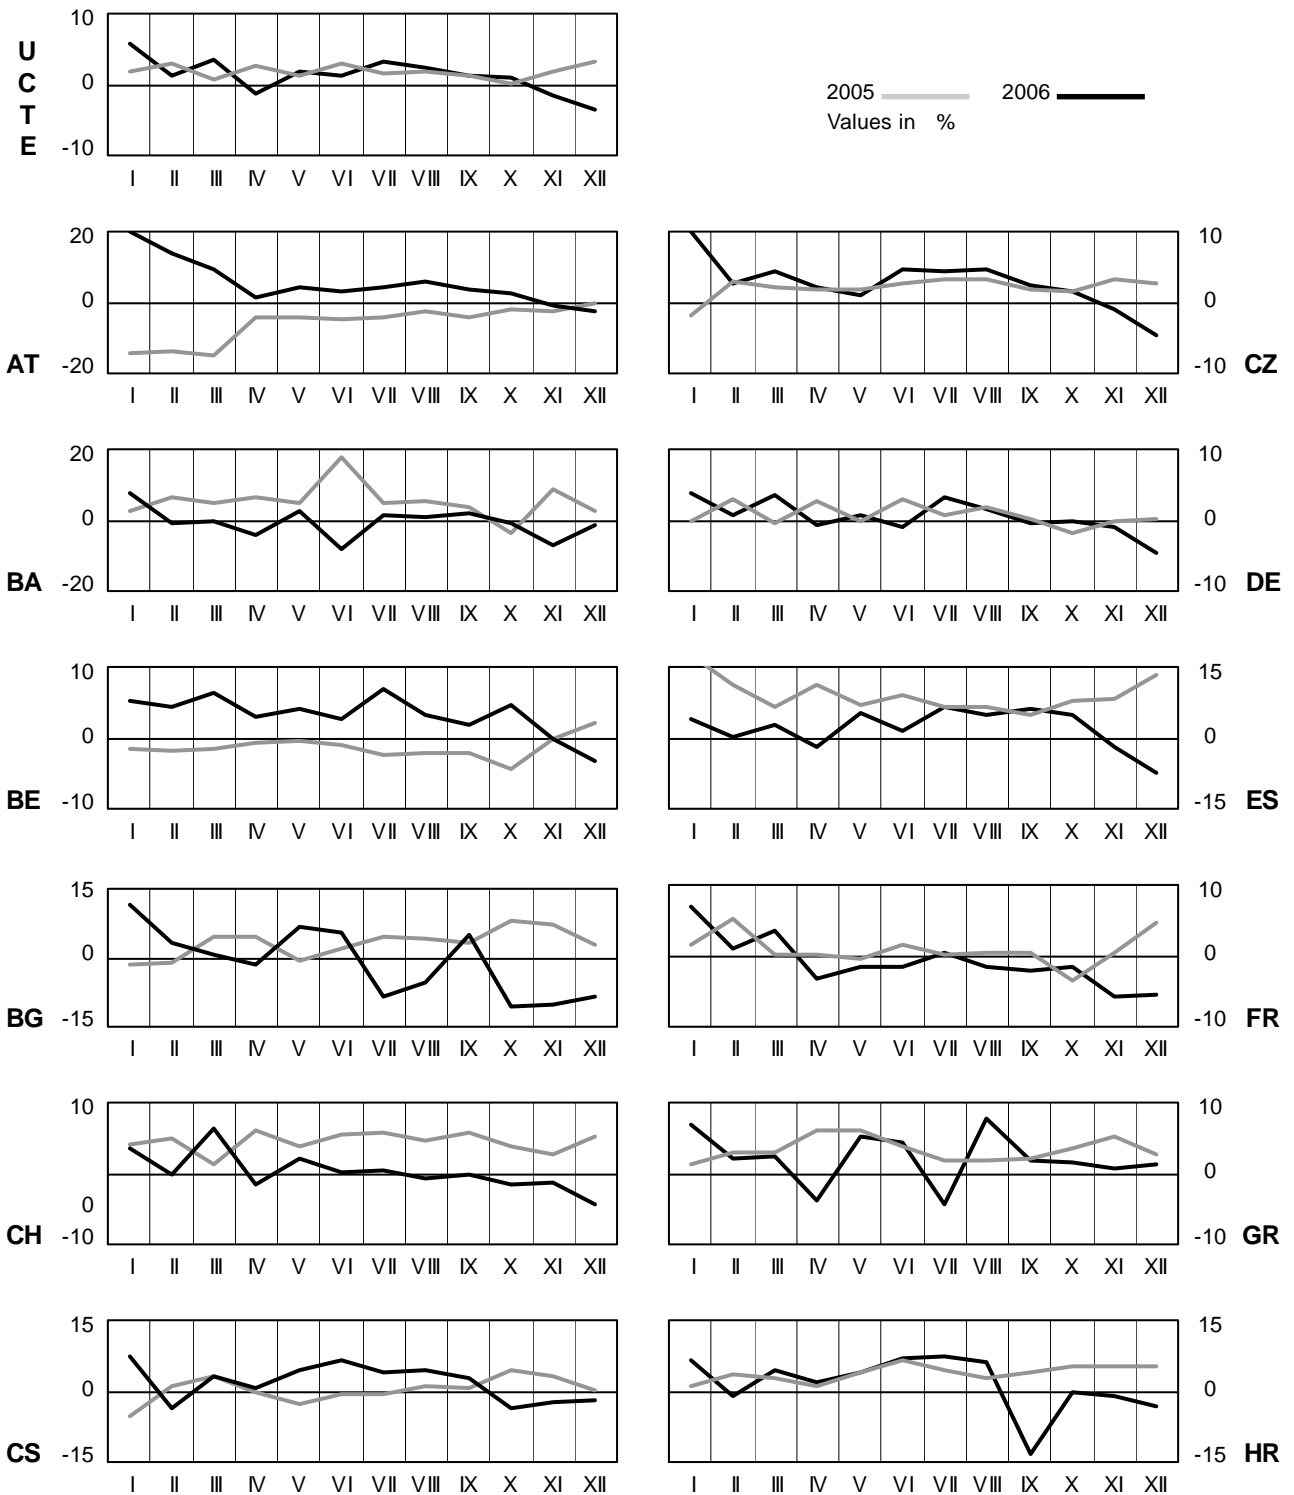 10
U
C
T
E
0
-10
I II III IV V VI VII VIII IX X XI XII
2005 2006
Values in %
20
0
AT -20
I II III IV V VI VII VIII IX X XI XII
10
0
-10 CZ
I II III IV V VI VII VIII IX X XI XII
20
0
BA -20
I II III IV V VI VII VIII IX X XI XII
10
0
-10 DE
I II III IV V VI VII VIII IX X XI XII
10
0
BE -10
I II III IV V VI VII VIII IX X XI XII
15
0
-15 ES
I II III IV V VI VII VIII IX X XI XII
15
0
BG -15
I II III IV V VI VII VIII IX X XI XII
10
0
-10 FR
I II III IV V VI VII VIII IX X XI XII
10
0
CH -10
I II III IV V VI VII VIII IX X XI XII
10
0
-10 GR
I II III IV V VI VII VIII IX X XI XII
15
0
CS -15
I II III IV V VI VII VIII IX X XI XII
15
0
-15 HR
I II III IV V VI VII VIII IX X XI XII